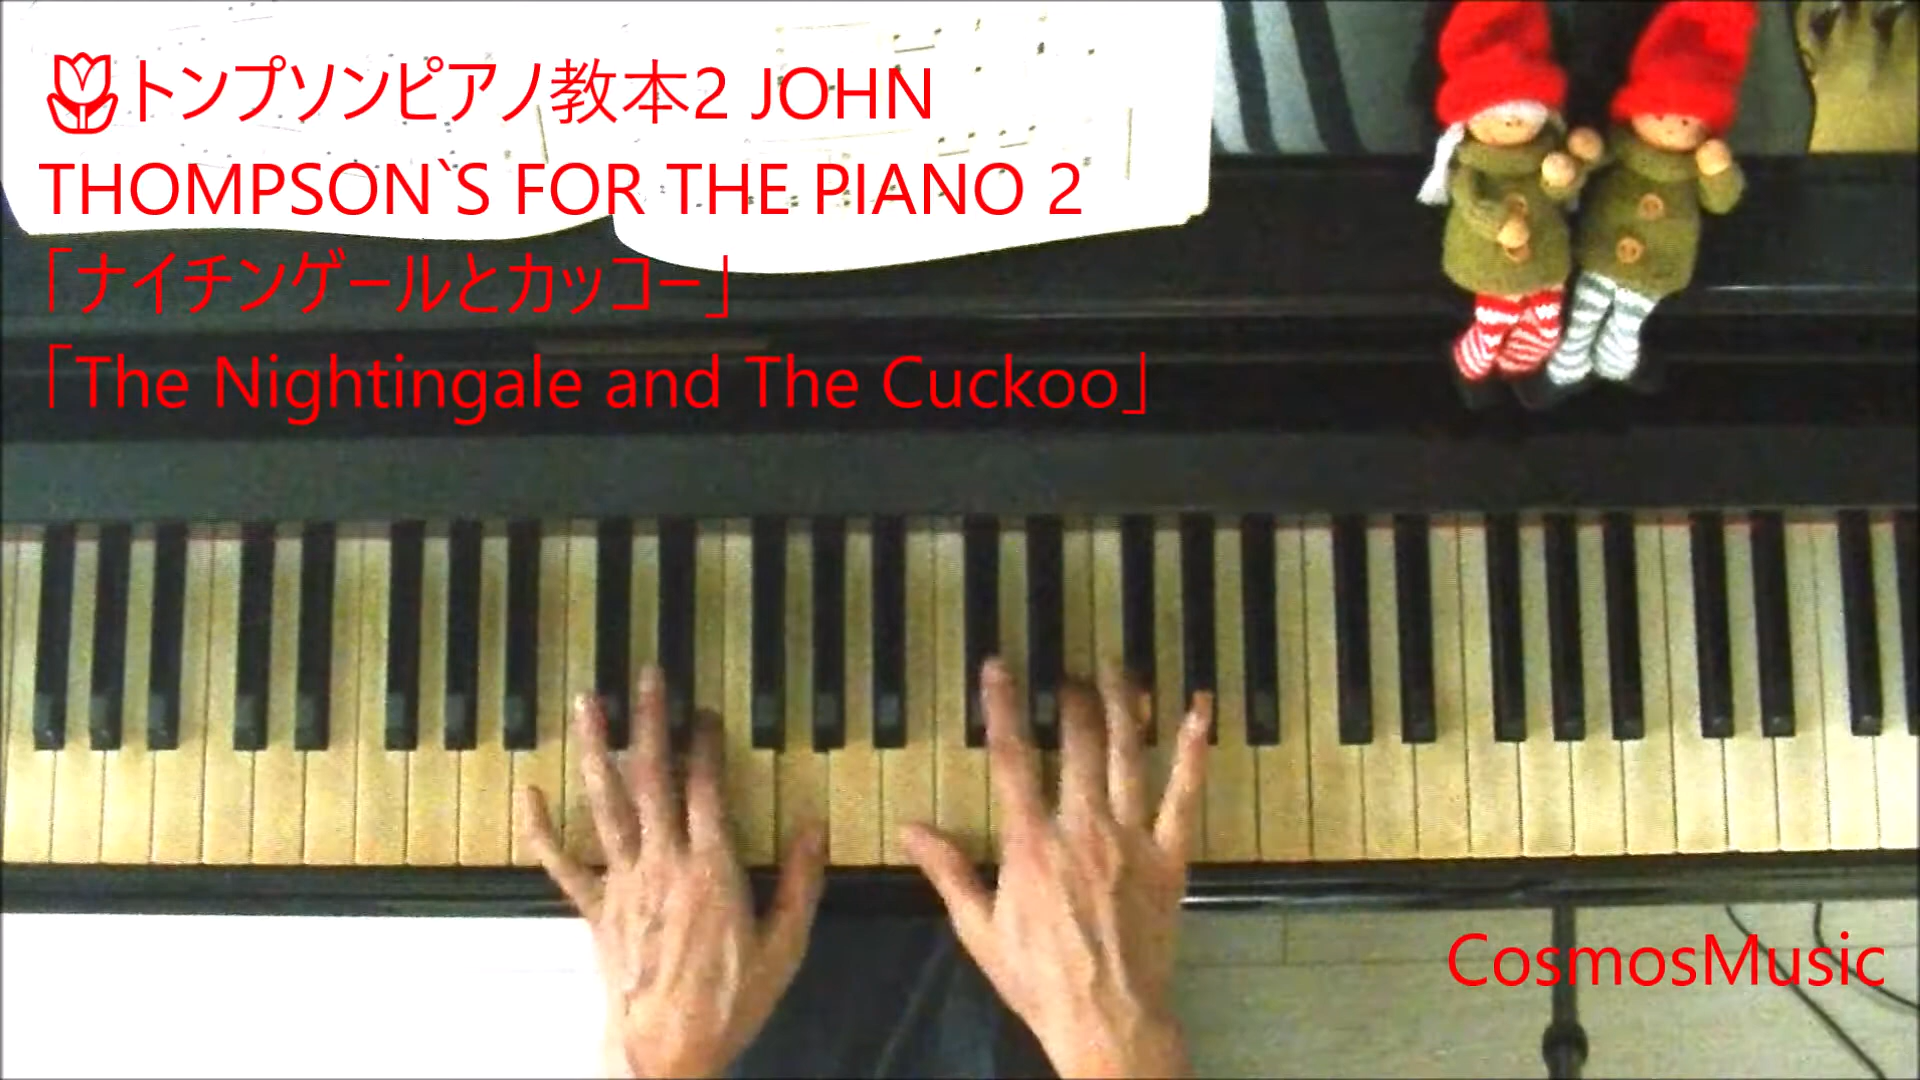 🌷トンプソンピアノ教本2 JOHN
THOMPSON`S FOR THE PIANO 2
「ナイチンゲールとカッコー」
「The Nightingale and The Cuckoo」
CosmosMusic